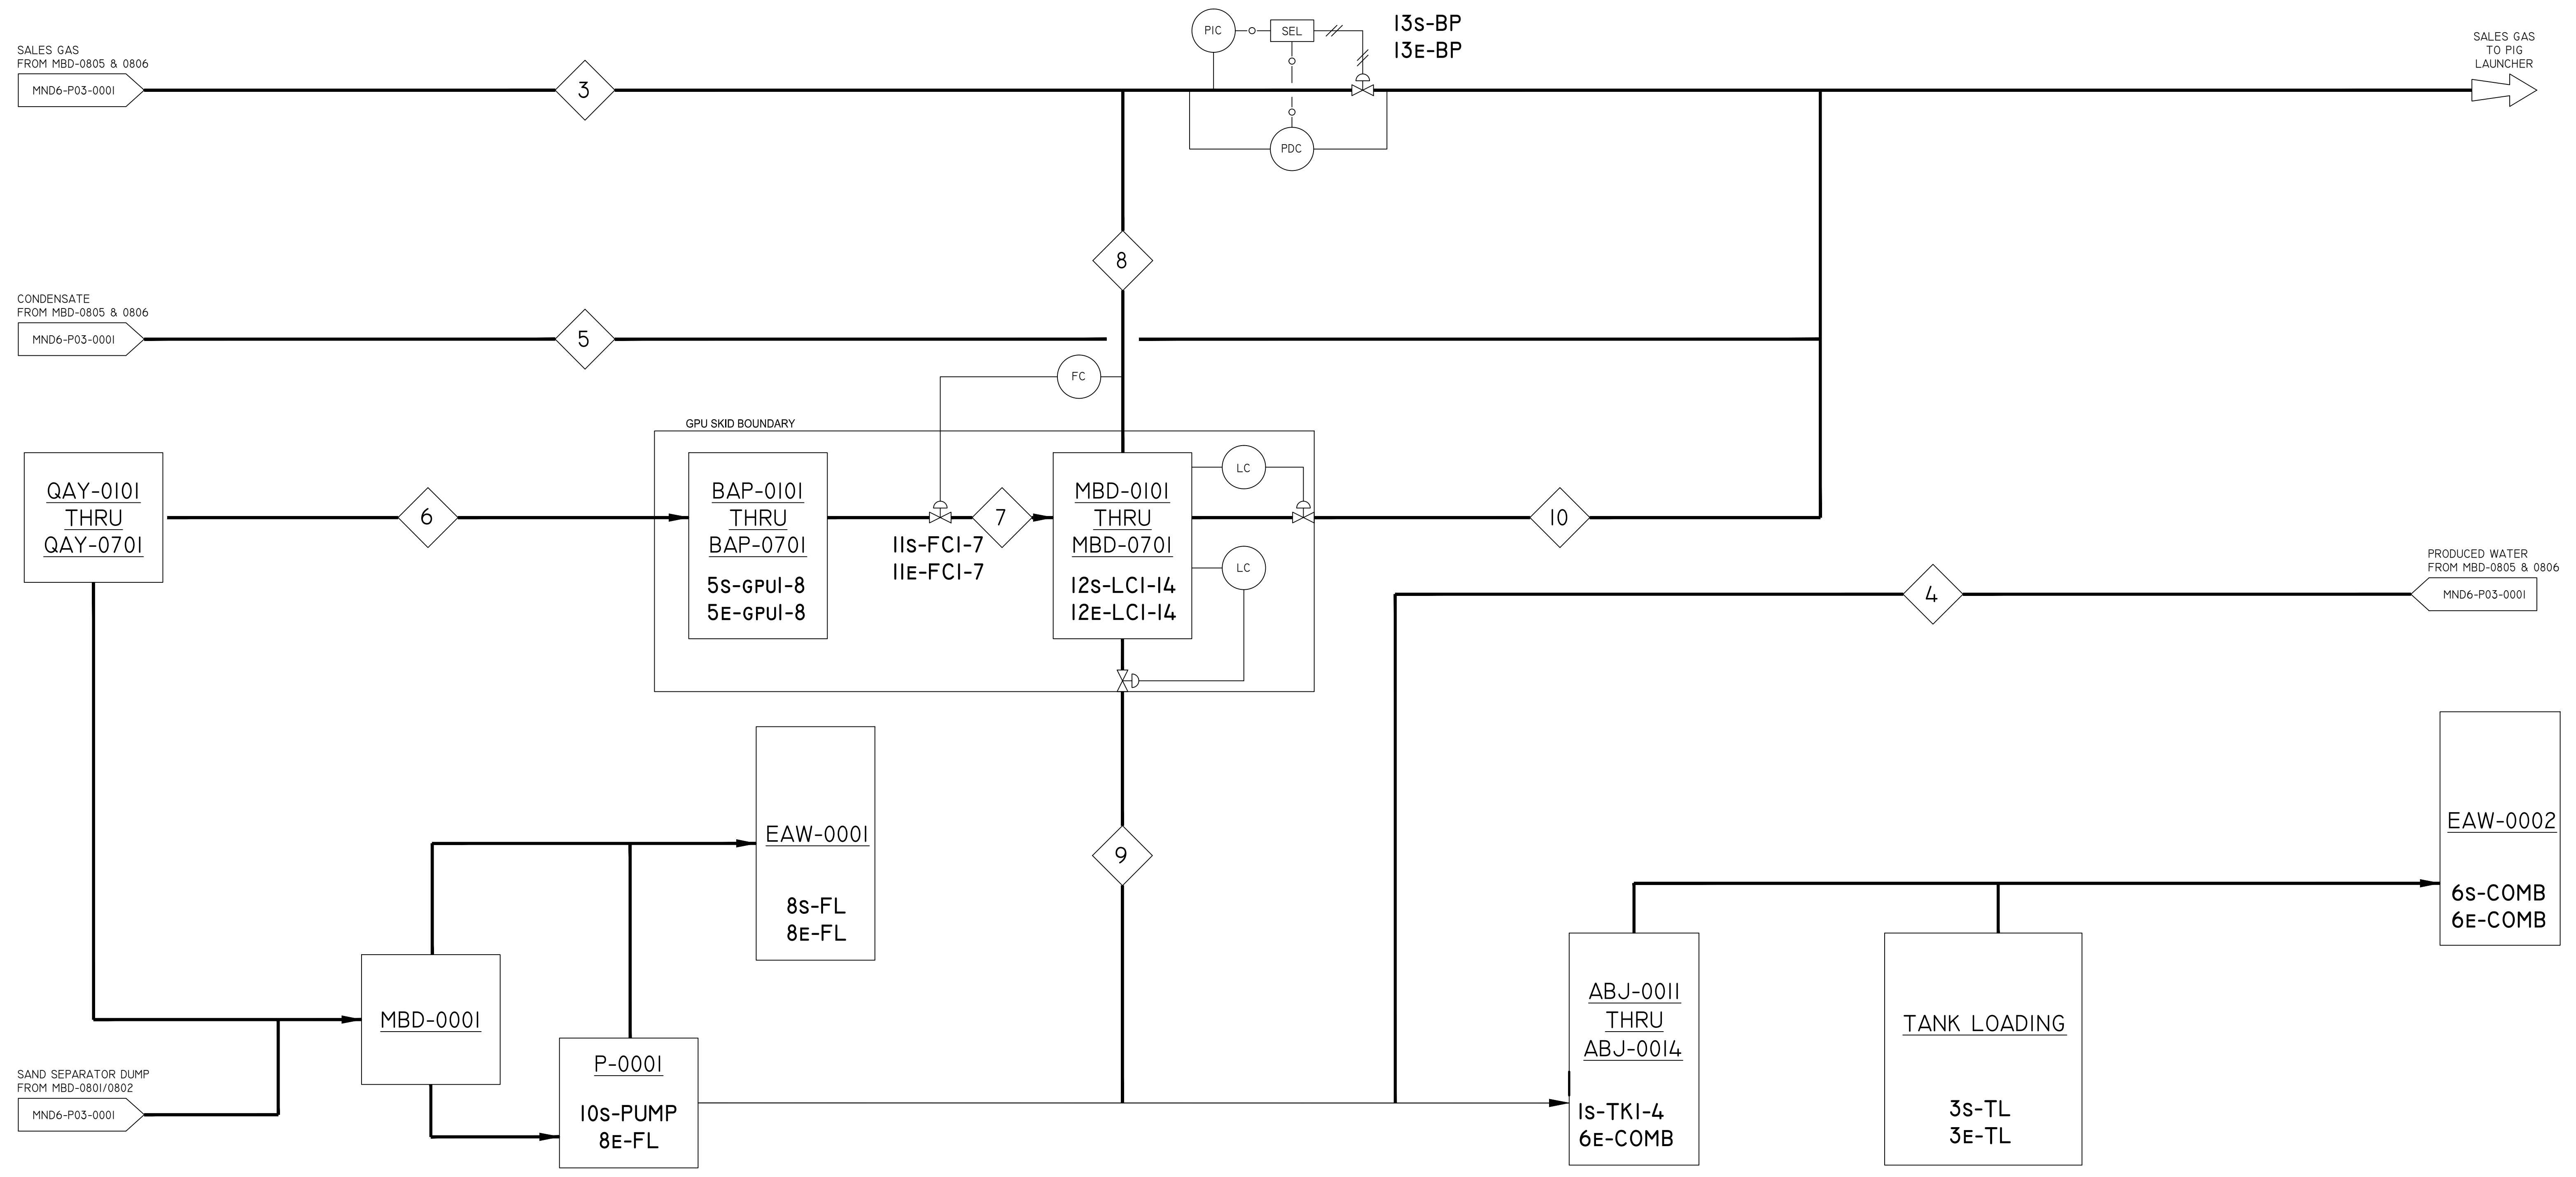 PIC
SEL
13S-BP
13E-BP
SALES GAS
FROM MBD-0805 & 0806
MND6-P03-0001
3
SALES GAS
TO PIG
LAUNCHER
PDC
8
CONDENSATE
FROM MBD-0805 & 0806
MND6-P03-0001
5
FC
GPU SKID BOUNDARY
QAY-0101
THRU
QAY-0701
6
BAP-0101
THRU
BAP-0701
5S-GPU1-8
5E-GPU1-8
7
11S-FC1-7
11E-FC1-7
MBD-0101
THRU
MBD-0701
12S-LC1-14
12E-LC1-14
LC
LC
10
PRODUCED WATER
FROM MBD-0805 & 0806
MND6-P03-0001
4
EAW-0001
8S-FL
8E-FL
9
EAW-0002
6S-COMB
6E-COMB
MBD-0001
P-0001
10S-PUMP
8E-FL
ABJ-0011
THRU
ABJ-0014
1S-TK1-4
6E-COMB
TANK LOADING
3S-TL
3E-TL
SAND SEPARATOR DUMP
FROM MBD-0801/0802
MND6-P03-0001